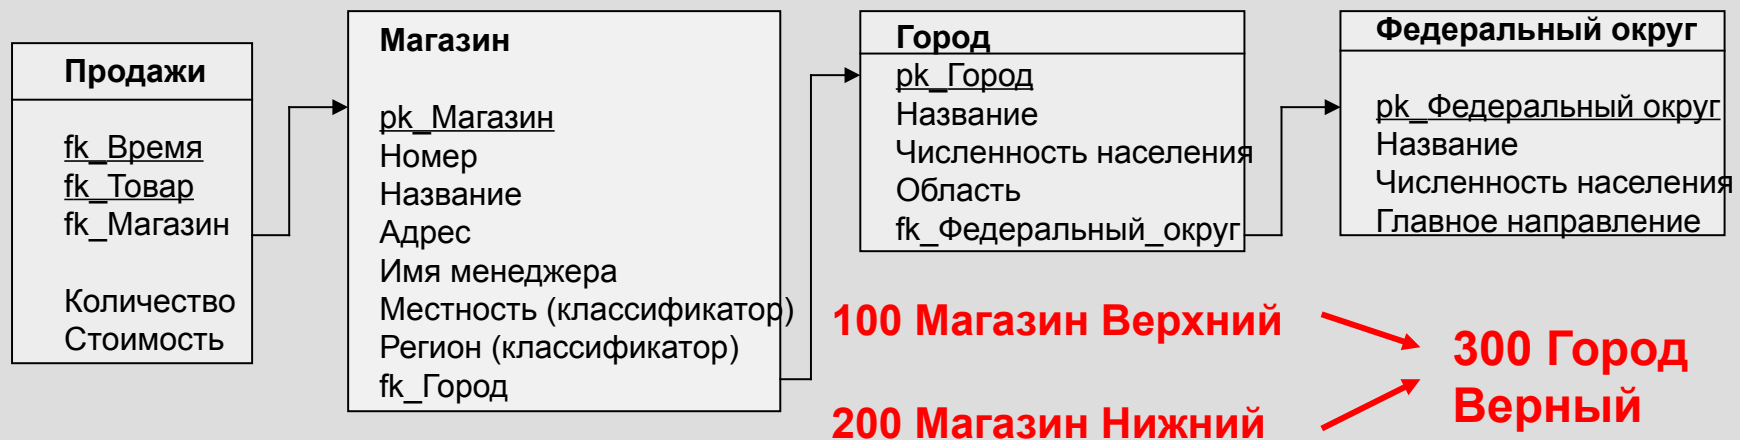 Продажи
fk_Время
fk_Товар
fk_Магазин
Количество
Стоимость
Магазин
pk_Магазин
Номер
Название
Адрес
Имя менеджера
Местность (классификатор)
Регион (классификатор)
fk_Город
Город
pk_Город
Название
Численность населения
Область
fk_Федеральный_округ
Федеральный округ
pk_Федеральный округ
Название
Численность населения
Главное направление
100 Магазин Верхний
200 Магазин Нижний
300 Город
Верный